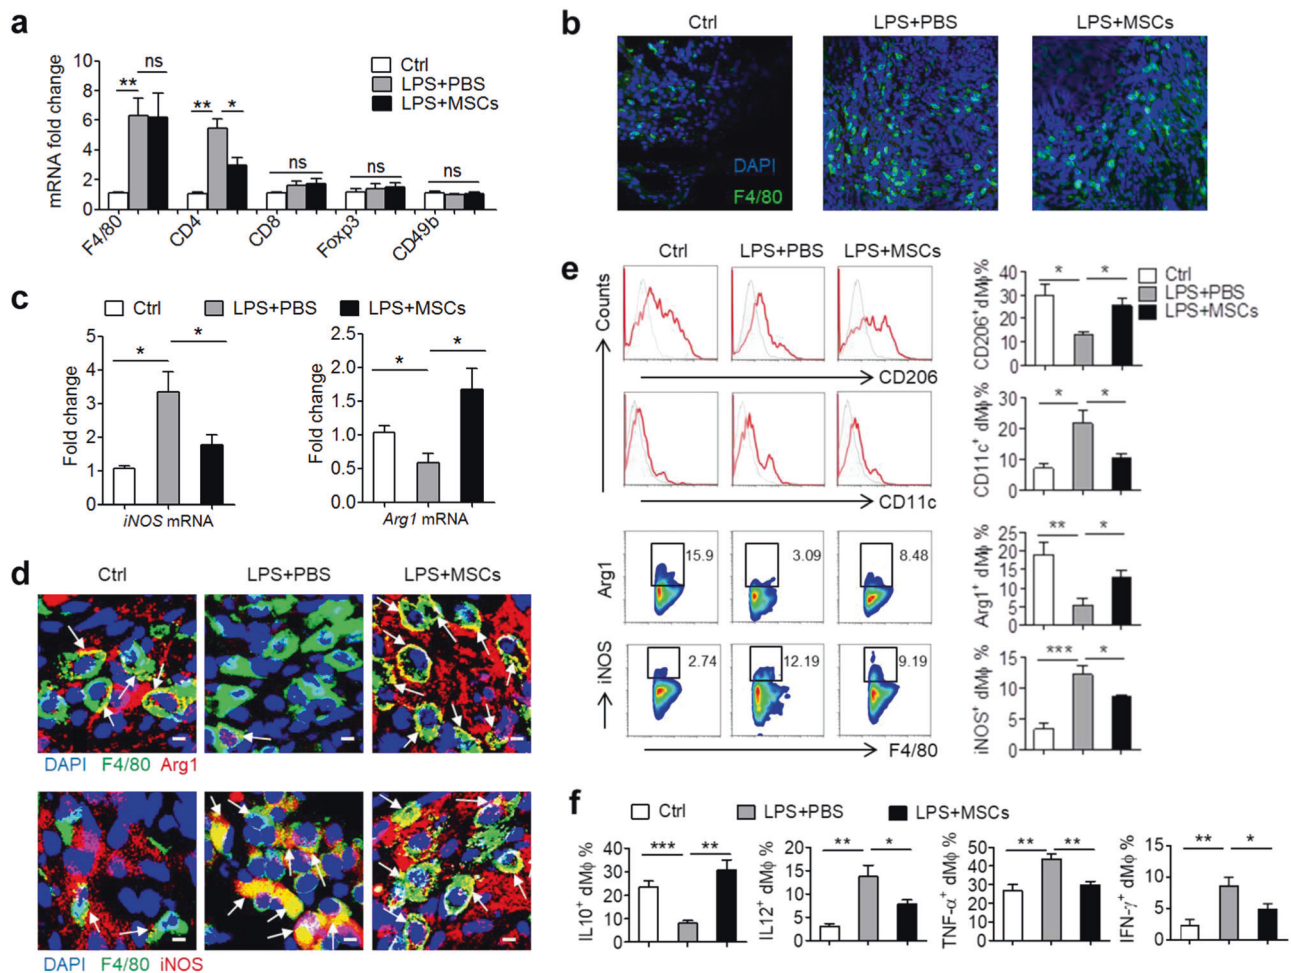 a
mRNA fold change
10
8
6
4
2
0
** ns
** *
ns
ns
ns
Ctrl
LPS+PBS
LPS+MSCs
F4/80 CD4 CD8 Foxp3 CD49b
b
Ctrl LPS+PBS LPS+MSCs
DAPI
F4/80
c
Ctrl LPS+PBS LPS+MSCs
Fold change
5
4
3
2
1
0
* *
iNOS mRNA
Fold change
2.5
2.0
1.5
1.0
0.5
0.0
* *
Arg1 mRNA
d
Ctrl LPS+PBS LPS+MSCs
DAPI F4/80 Arg1
DAPI F4/80 iNOS
e
Ctrl LPS+PBS LPS+MSCs
Counts
CD206
CD11c
Arg1
15.9 3.09 8.48
iNOS
2.74 12.19 9.19
F4/80
Ctrl
LPS+PBS
LPS+MSCs
CD206+ dMϕ%
40
30
20
10
0
* *
CD11c+ dMϕ %
30
20
10
0
* *
Arg1+ dMϕ %
25
20
15
10
5
0
** *
iNOS+ dMϕ %
15
10
5
0
*** *
f
Ctrl LPS+PBS LPS+MSCs
IL10+ dMϕ %
40
30
20
10
0
*** **
IL12+ dMϕ %
20
15
10
5
0
** *
TNF-α+ dMϕ %
50
40
30
20
10
0
** **
IFN-γ+ dMϕ %
15
10
5
0
** *